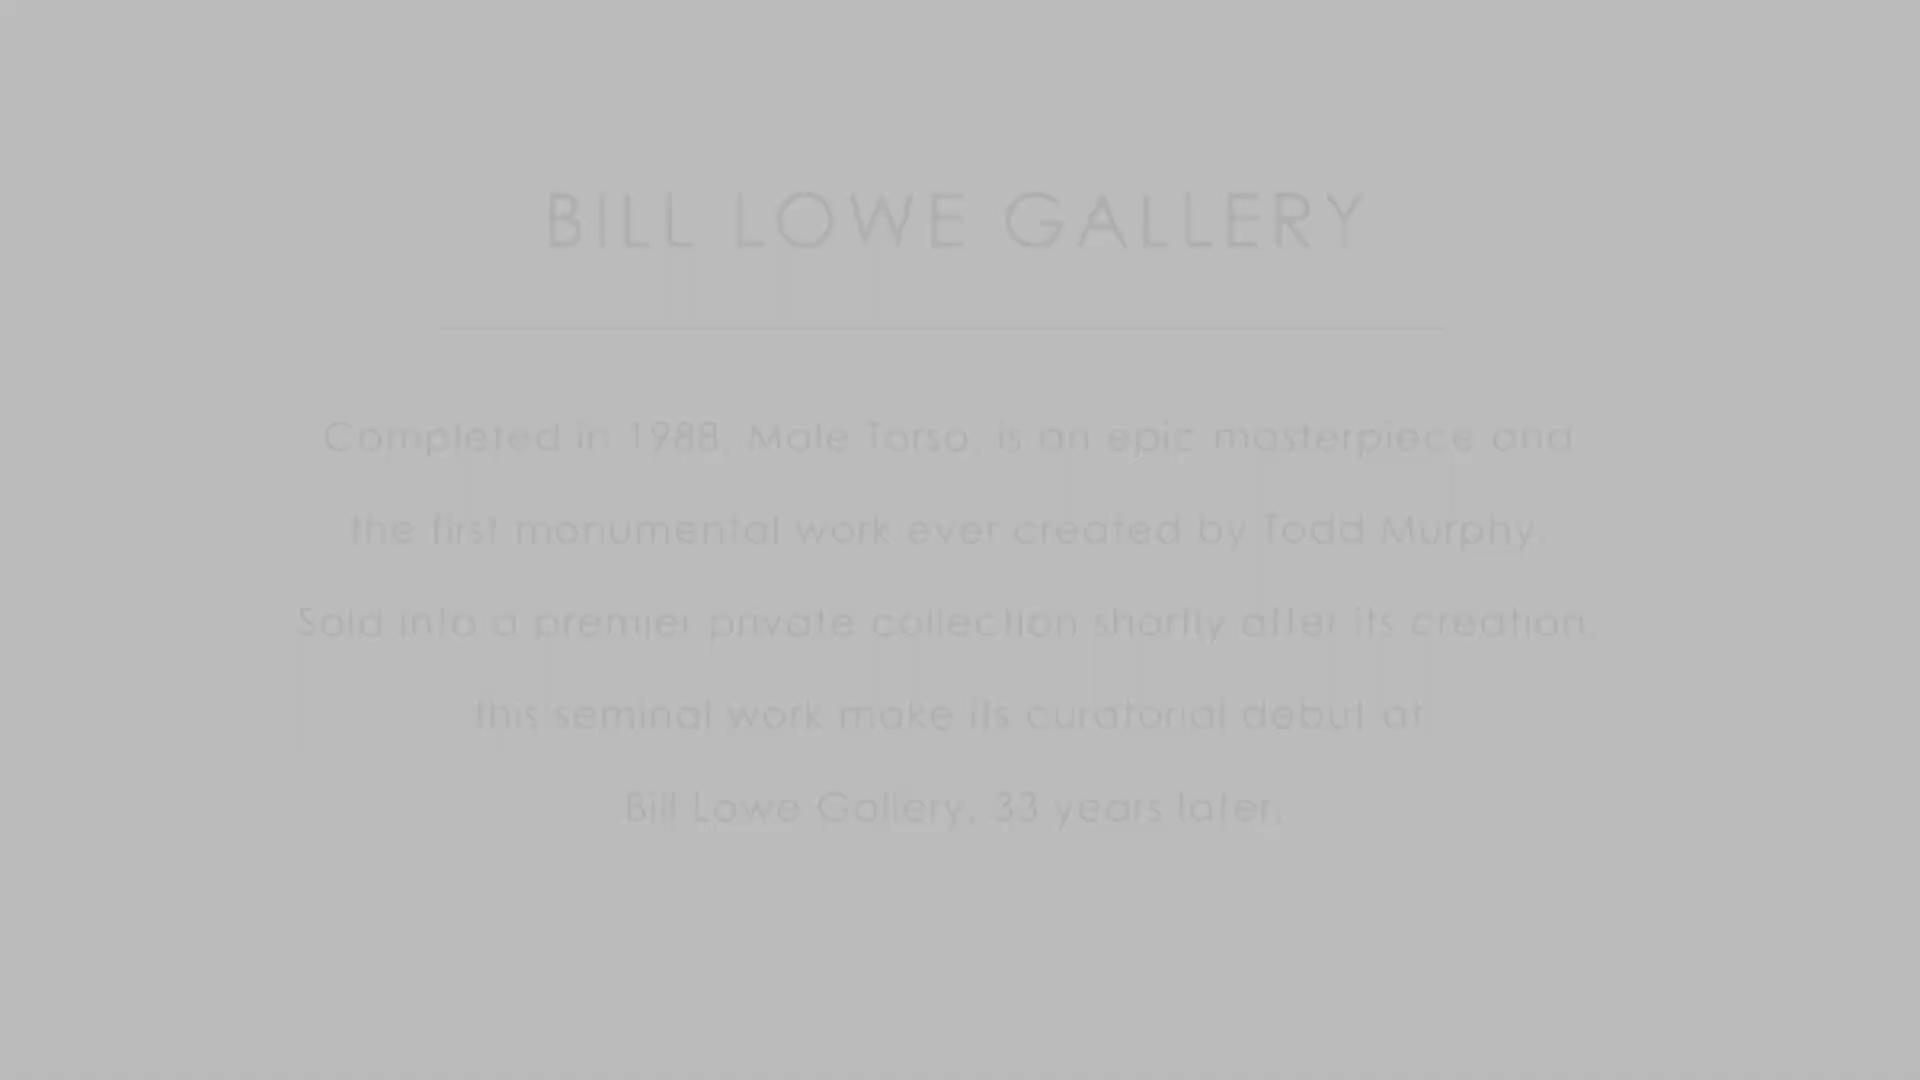 BILL LOWE GALLERY
Completed in 1988, Male Torso, is an epic masterpiece and
the first monumental work ever created by Todd Murphy.
Sold into a premier private collection shortly after its creation,
this seminal work make its curatorial debut at
Bill Lowe Gallery, 33 years later.